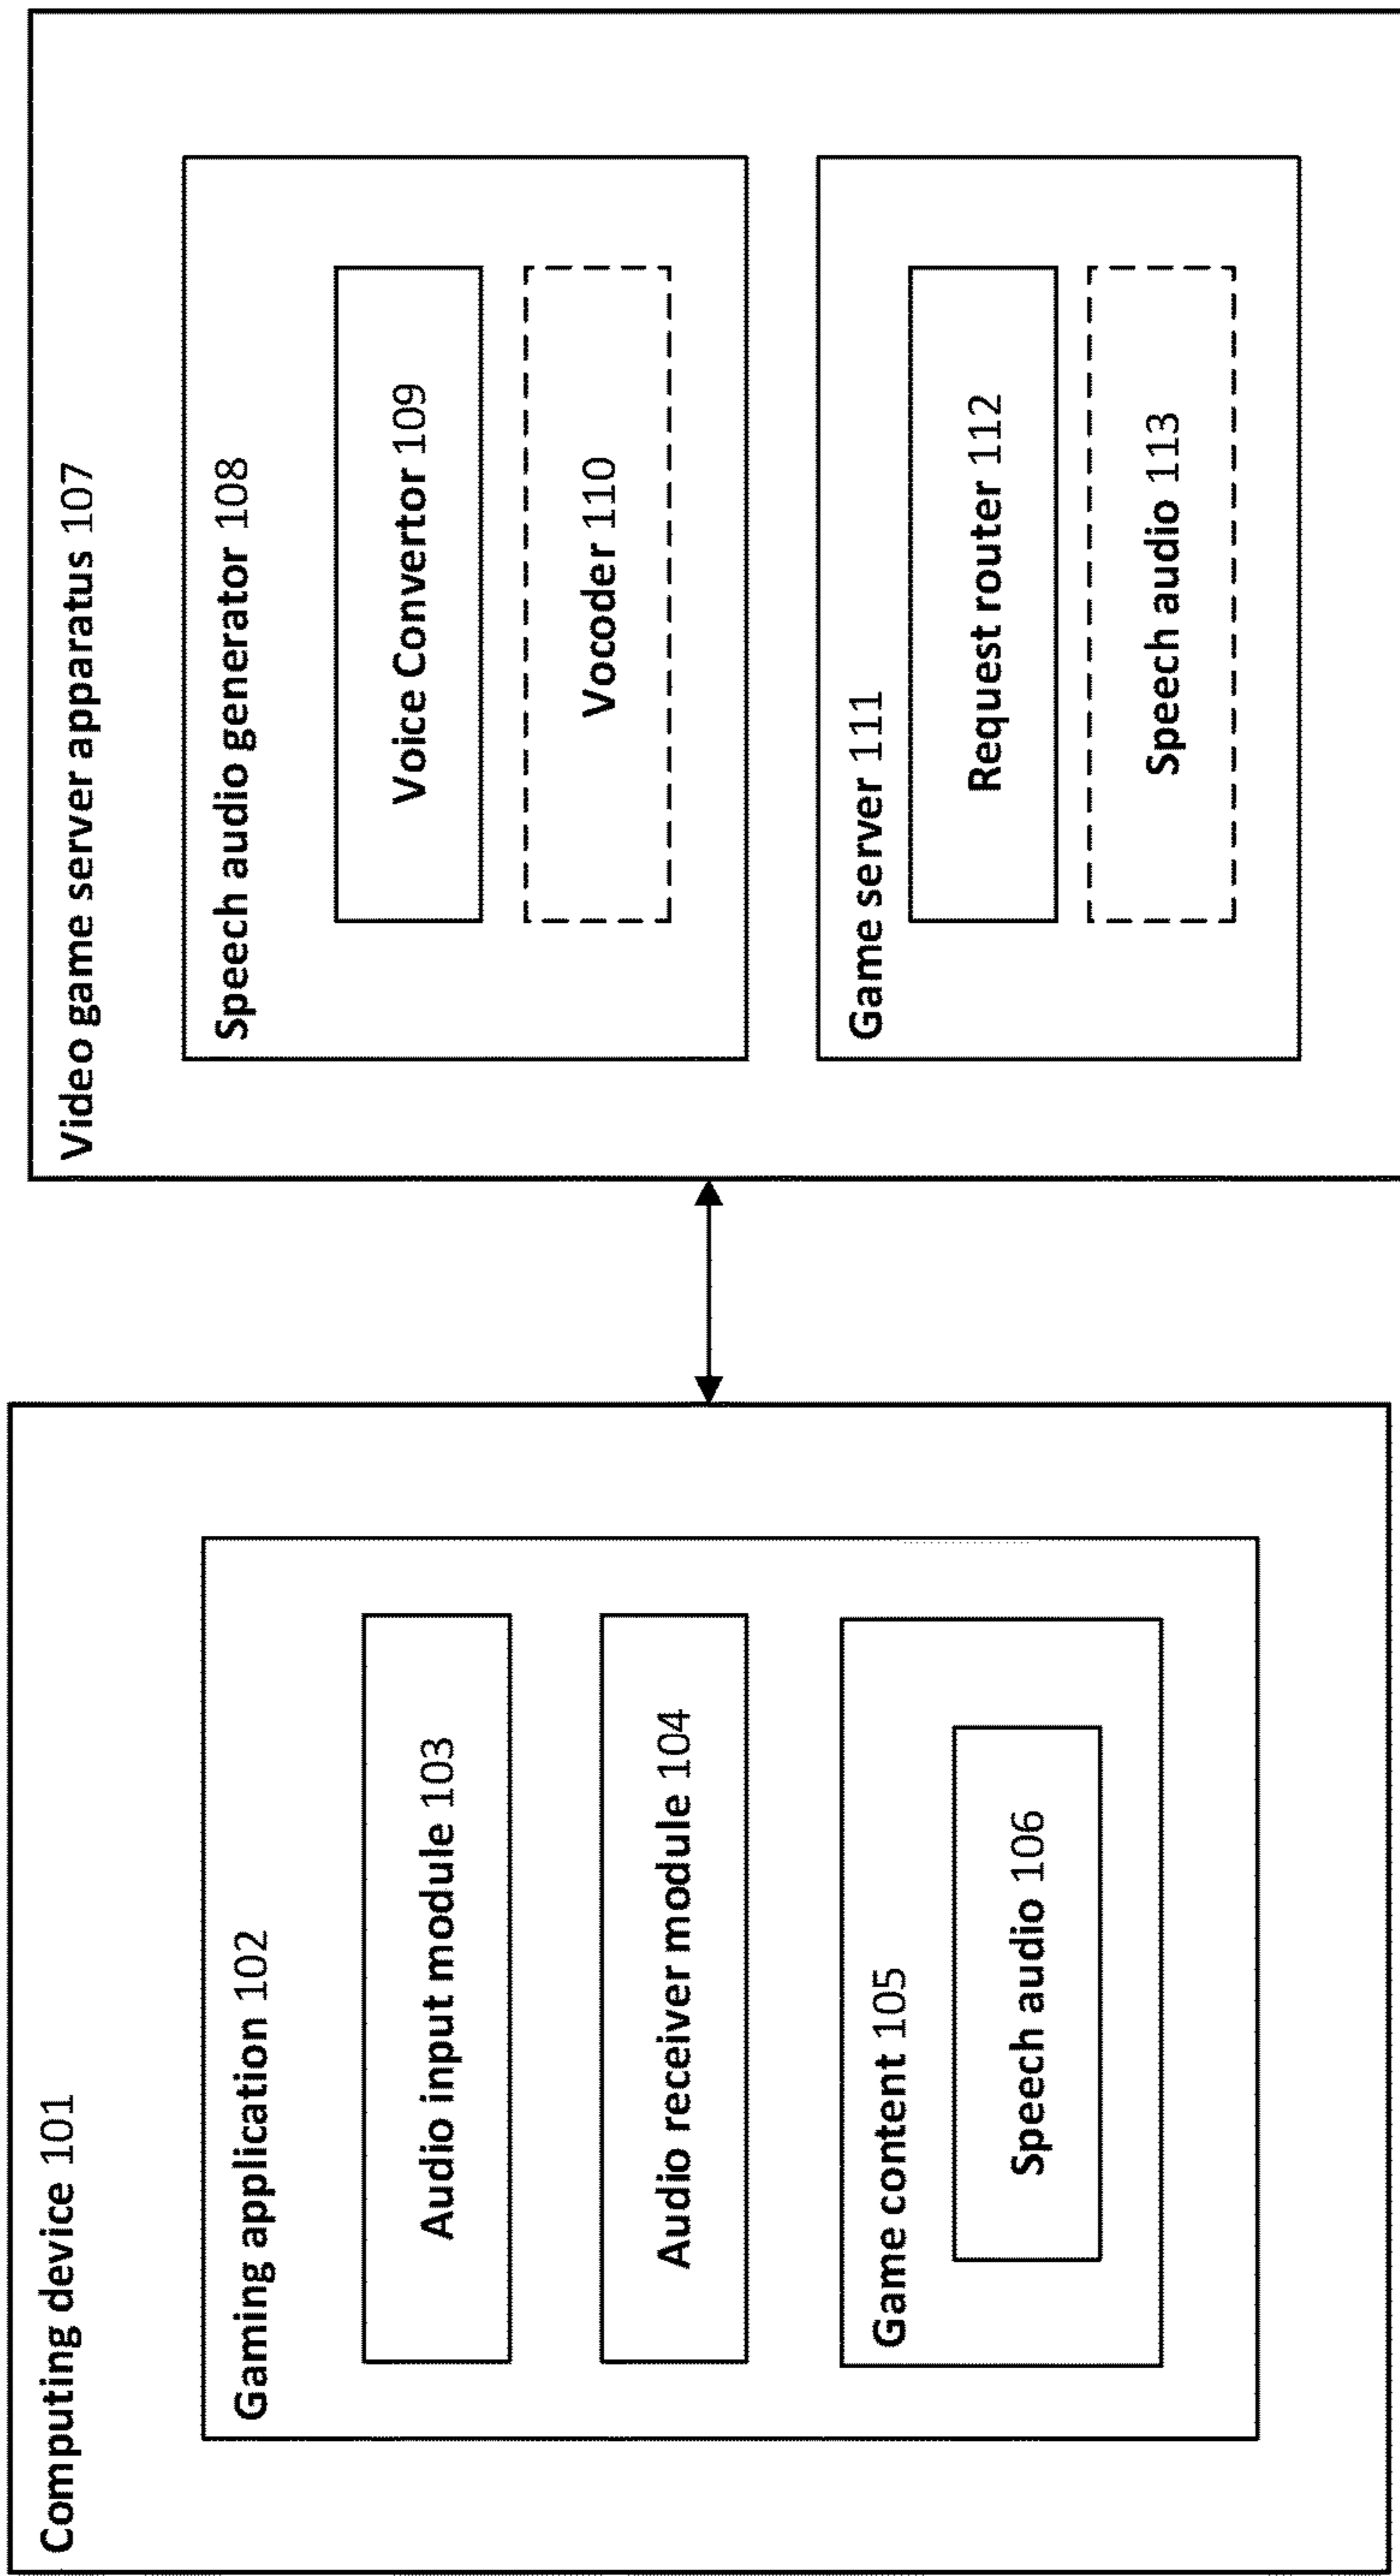 Computing device 101
Gaming application 102
Audio input module 103
Audio receiver module 104
Game content 105
Speech audio 106
Video game server apparatus 107
Speech audio generator 108
Voice Convertor 109
Vocoder 110
Game server 111
Request router 112
Speech audio 113